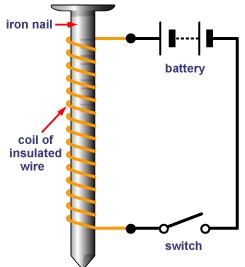 iron nail
battery
coil of
insulated
wire
switch